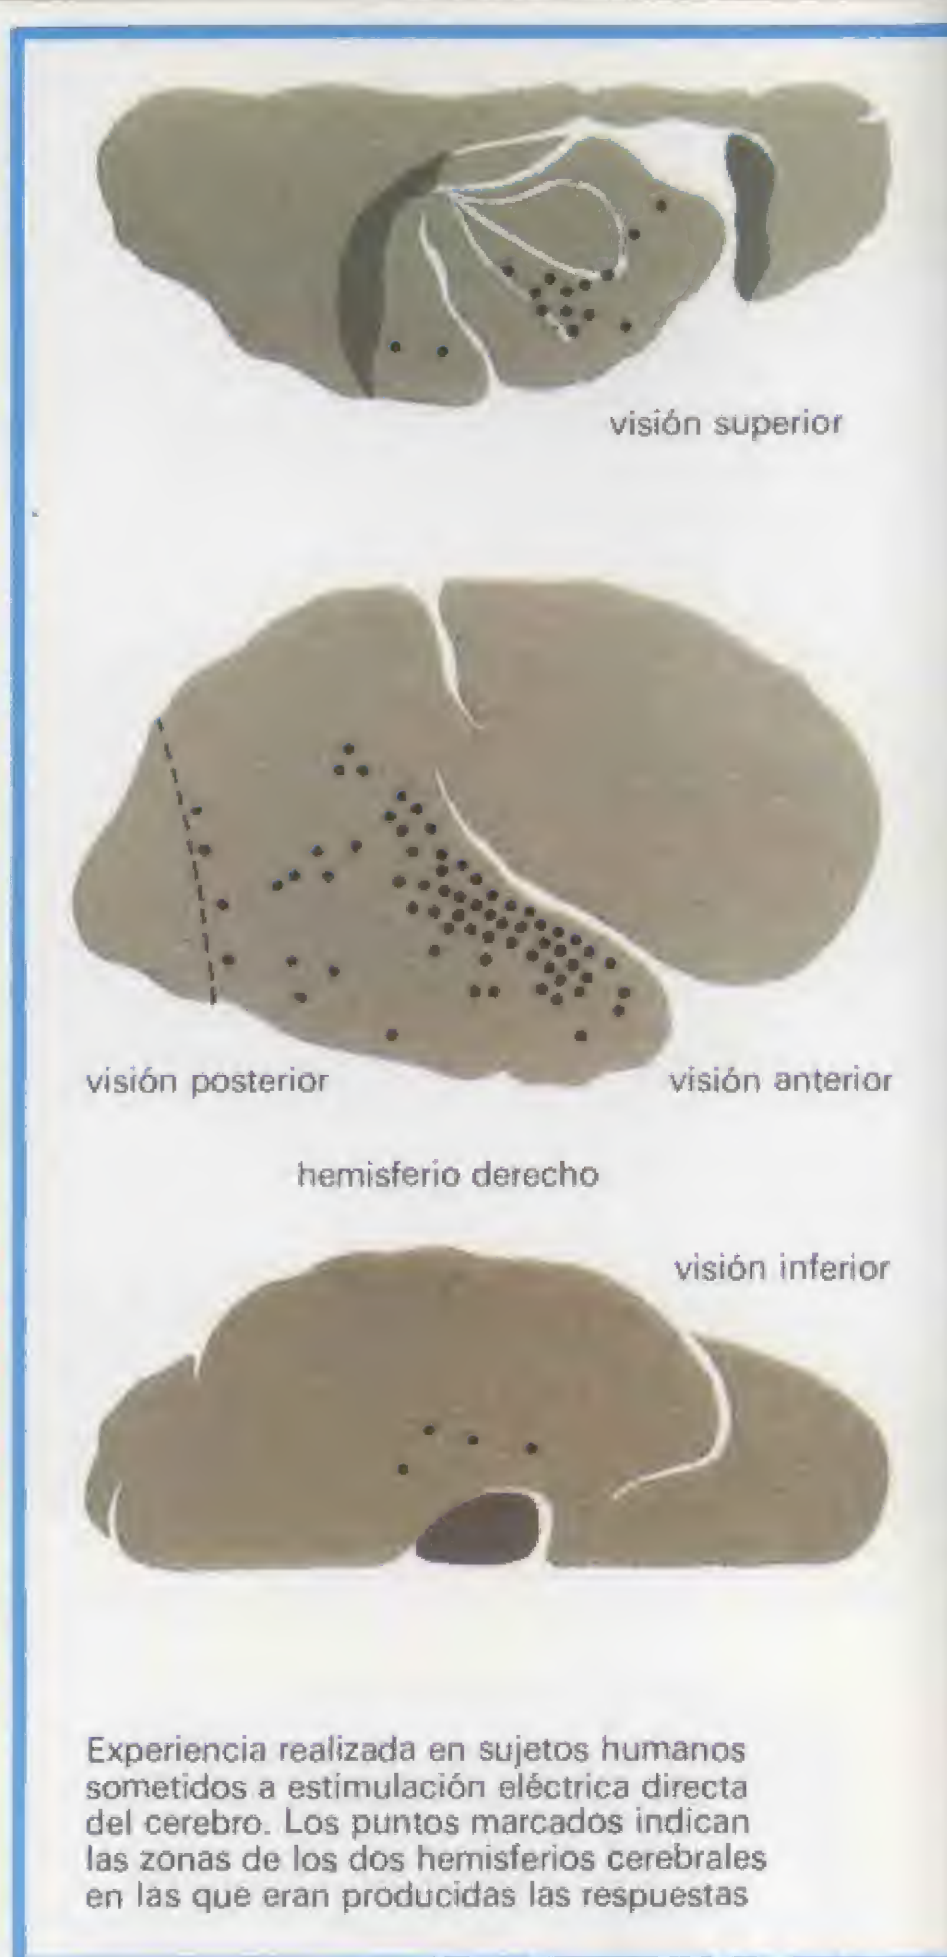 visión superior
visión posterior
visión anterior
hemisferio derecho
visión inferior
Experiencia realizada en sujetos humanos
sometidos a estimulación eléctrica directa
del cerebro. Los puntos marcados indican
las zonas de los dos hemisferios cerebrales
en las que eran producidas las respuestas